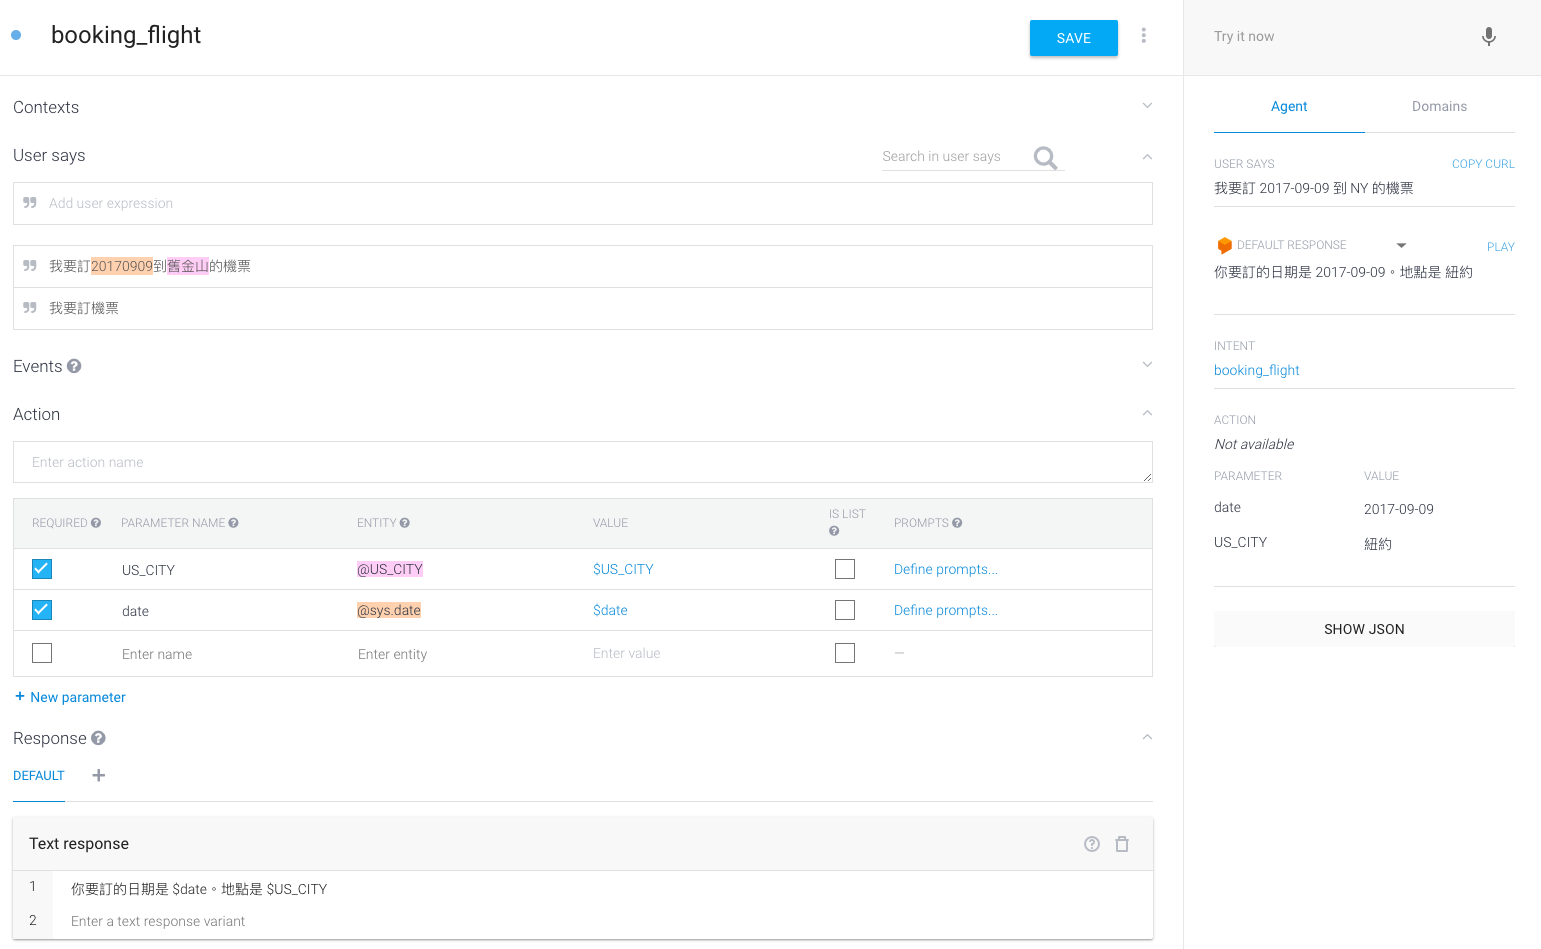 booking_flight
SAVE
Contexts
User says
Search in user says
Add user expression
我要訂20170909到舊金山的機票
我要訂機票
Events
Action
Enter action name
REQUIRED PARAMETER NAME ENTITY VALUE IS LIST PROMPTS
US_CITY @US_CITY $US_CITY Define prompts...
date @sys.date $date Define prompts...
Enter name Enter entity Enter value –
+ New parameter
Response
DEFAULT +
Text response
1 你要訂的日期是 $date。地點是 $US_CITY
2 Enter a text response variant
Try it now
Agent Domains
USER SAYS COPY CURL
我要訂 2017-09-09 到 NY 的機票
DEFAULT RESPONSE PLAY
你要訂的日期是 2017-09-09。地點是 紐約
INTENT
booking_flight
ACTION
Not available
PARAMETER VALUE
date 2017-09-09
US_CITY 紐約
SHOW JSON